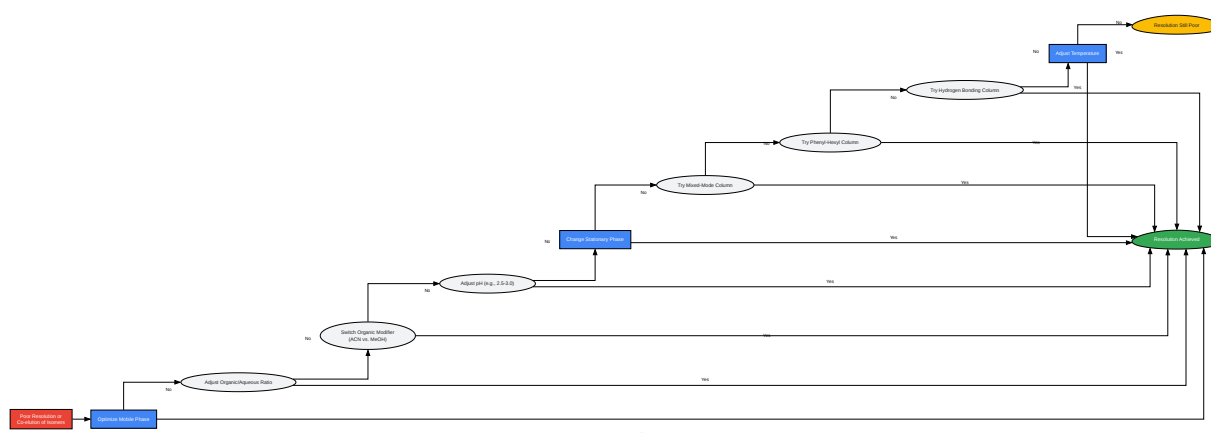 No
Resolution Still Poor
No
Adjust Temperature
Yes
Try Hydrogen Bonding Column
Yes
No
Try Phenyl-Hexyl Column
No
Yes
Try Mixed-Mode Column
Yes
No
Change Stationary Phase
No
Yes
Resolution Achieved
Adjust pH (e.g., 2.5-3.0)
Yes
No
Switch Organic Modifier
(ACN vs. MeOH)
No
Yes
Adjust Organic/Aqueous Ratio
Yes
No
Poor Resolution or
Co-elution of Isomers
Optimize Mobile Phase